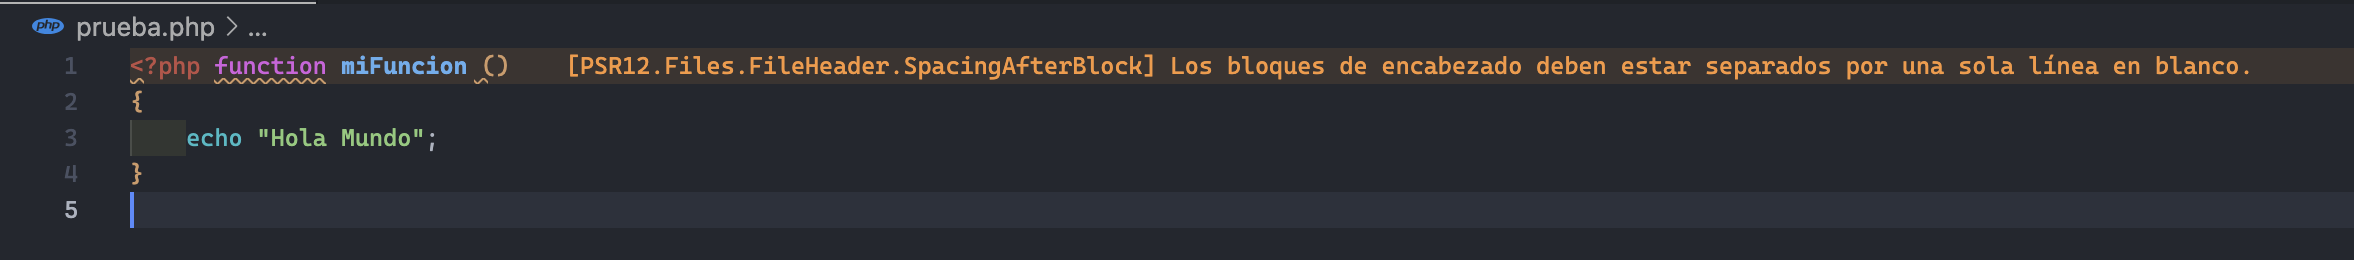 php prueba.php > ...
1 <?php function miFuncion () [PSR12.Files.FileHeader.SpacingAfterBlock] Los bloques de encabezado deben estar separados por una sola línea en blanco.
2 {
3 echo "Hola Mundo";
4 }
5